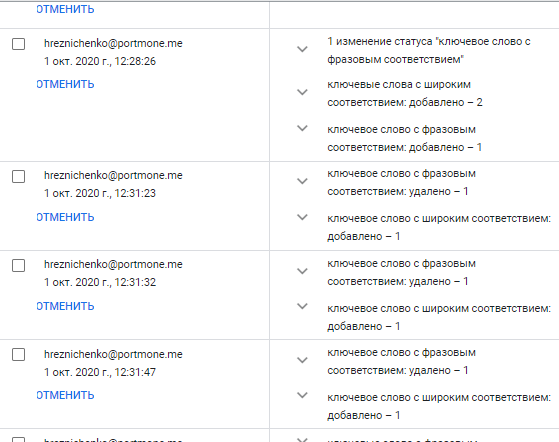 ОТМЕНИТЬ
hreznichenko@portmone.me
1 окт. 2020 г., 12:28:26
ОТМЕНИТЬ
1 изменение статуса "ключевое слово с
фразовым соответствием"
ключевые слова с широким
соответствием: добавлено – 2
ключевое слово с фразовым
соответствием: добавлено – 1
hreznichenko@portmone.me
1 окт. 2020 г., 12:31:23
ОТМЕНИТЬ
ключевое слово с фразовым
соответствием: удалено – 1
ключевое слово с широким соответствием:
добавлено – 1
hreznichenko@portmone.me
1 окт. 2020 г., 12:31:32
ОТМЕНИТЬ
ключевое слово с фразовым
соответствием: удалено – 1
ключевое слово с широким соответствием:
добавлено – 1
hreznichenko@portmone.me
1 окт. 2020 г., 12:31:47
ОТМЕНИТЬ
ключевое слово с фразовым
соответствием: удалено – 1
ключевое слово с широким соответствием:
добавлено – 1